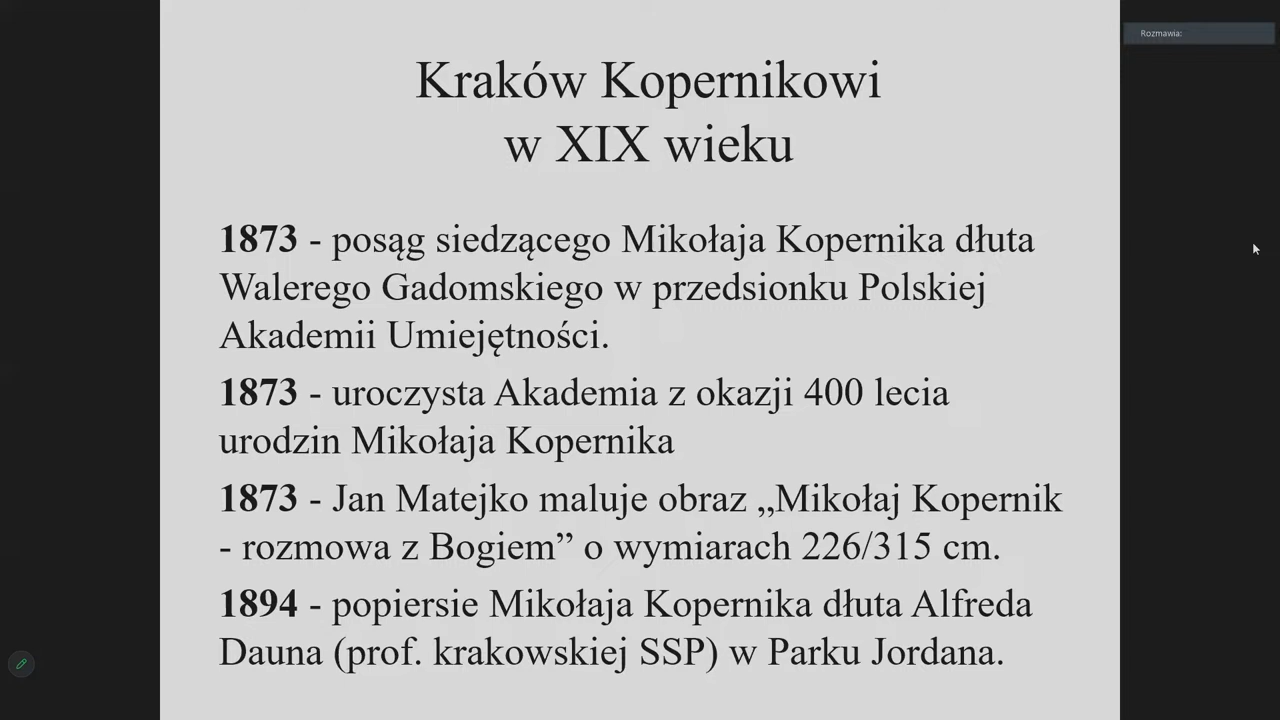 Rozmawia:
Kraków Kopernikowi
w XIX wieku
1873 - posąg siedzącego Mikołaja Kopernika dłuta
Walerego Gadomskiego w przedsionku Polskiej
Akademii Umiejętności.
1873 - uroczysta Akademia z okazji 400 lecia
urodzin Mikołaja Kopernika
1873 - Jan Matejko maluje obraz „Mikołaj Kopernik
- rozmowa z Bogiem” o wymiarach 226/315 cm.
1894 - popiersie Mikołaja Kopernika dłuta Alfreda
Dauna (prof. krakowskiej SSP) w Parku Jordana.